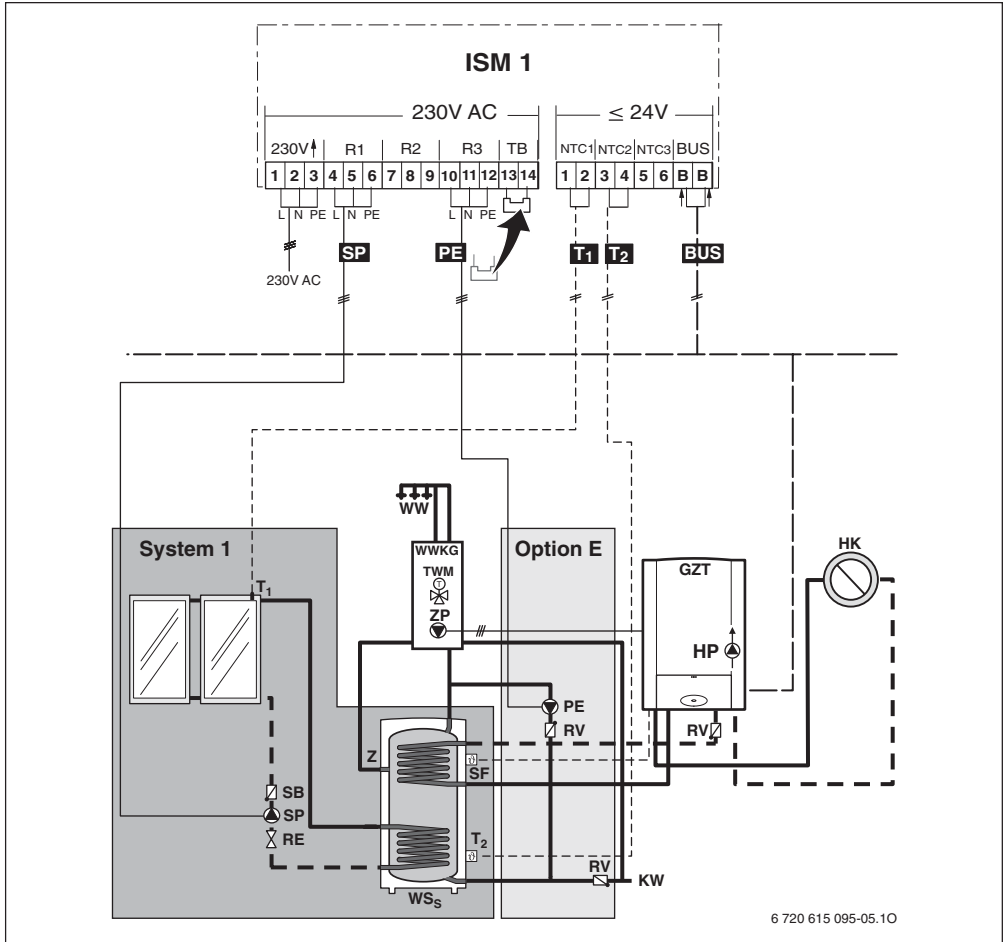 ISM 1
230V AC ≤ 24V
230V R1 R2 R3 TB NTC1 NTC2 NTC3 BUS
1 2 3 4 5 6 7 8 9 10 11 12 13 14 1 2 3 4 5 6 B B
L N PE L N PE L N PE
SP PE T1 T2 BUS
230V AC
WW
System 1 WWKG Option E HK
TWM GZT
T
T1
ZP
HP
PE
RV RV
Z
SF
SB
SP
RE T2
RV
KW
WSS
6 720 615 095-05.1O